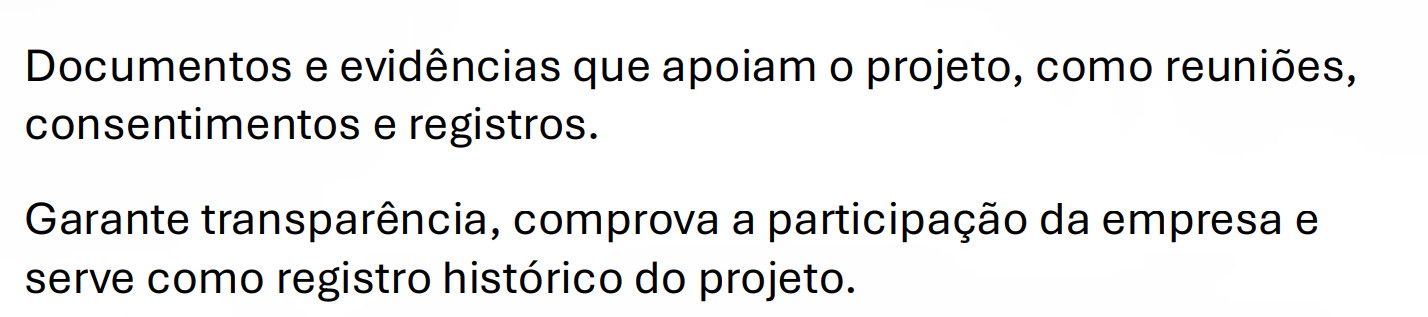 Documentos e evidências que apoiam o projeto, como reuniões,
consentimentos e registros.
Garante transparência, comprova a participação da empresa e
serve como registro histórico do projeto.